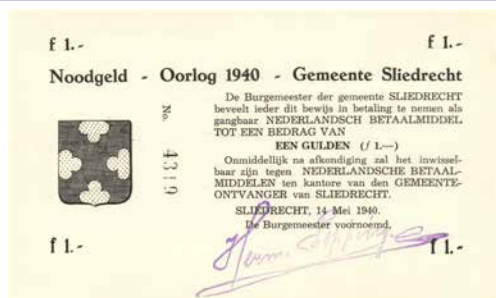 f 1.- f 1.-
Noodgeld - Oorlog 1940 - Gemeente Sliedrecht
De Burgemeester der gemeente SLIEDRECHT
beveelt ieder dit bewijs in betaling te nemen als
gangbaar NEDERLANDSCH BETAALMIDDEL
TOT EEN BEDRAG VAN
EEN GULDEN (f 1.—)
Onmiddellijk na afkondiging zal het inwissel-
baar zijn tegen NEDERLANDSCHE BETAAL-
MIDDELEN ten kantore van den GEMEENTE-
ONTVANGER van SLIEDRECHT.
SLIEDRECHT, 14 Mei 1940.
De Burgemeester voornoemd,
No. 4319
f 1.- f 1.-